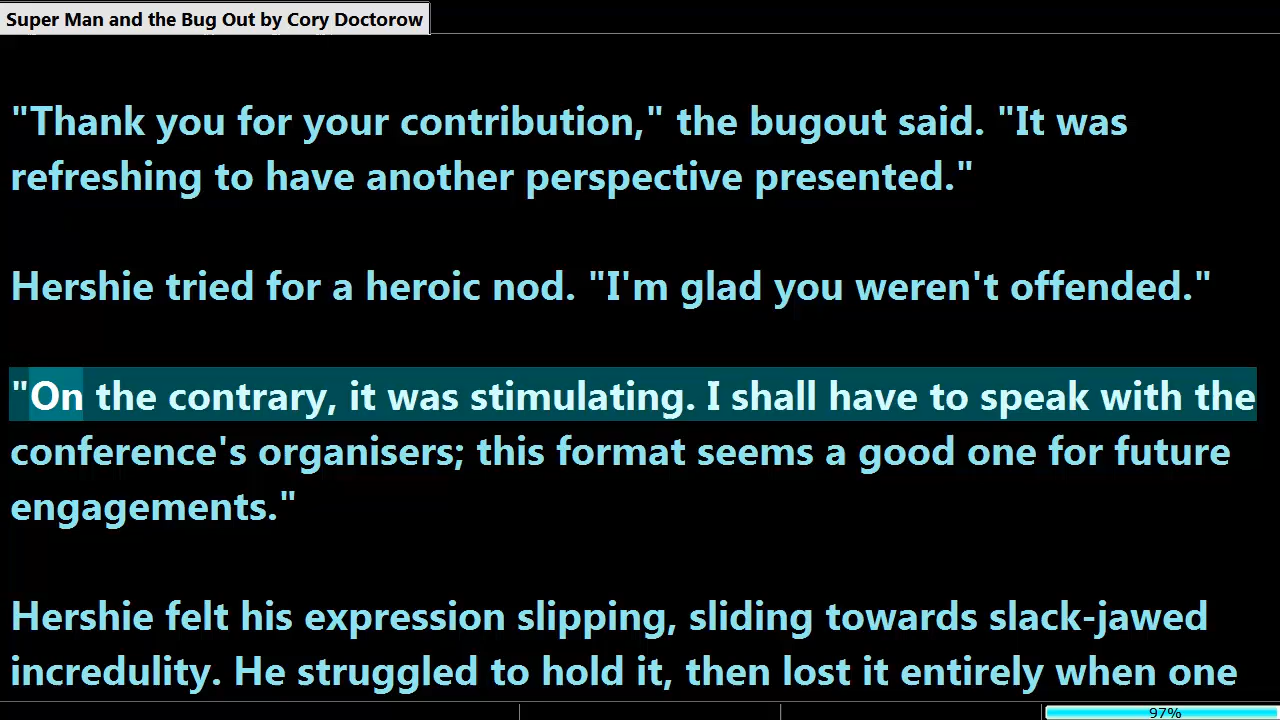 Super Man and the Bug Out by Cory Doctorow
"Thank you for your contribution," the bugout said. "It was
refreshing to have another perspective presented."
Hershie tried for a heroic nod. "I'm glad you weren't offended."
"On the contrary, it was stimulating. I shall have to speak with the
conference's organisers; this format seems a good one for future
engagements."
Hershie felt his expression slipping, sliding towards slack-jawed
incredulity. He struggled to hold it, then lost it entirely when one
97%